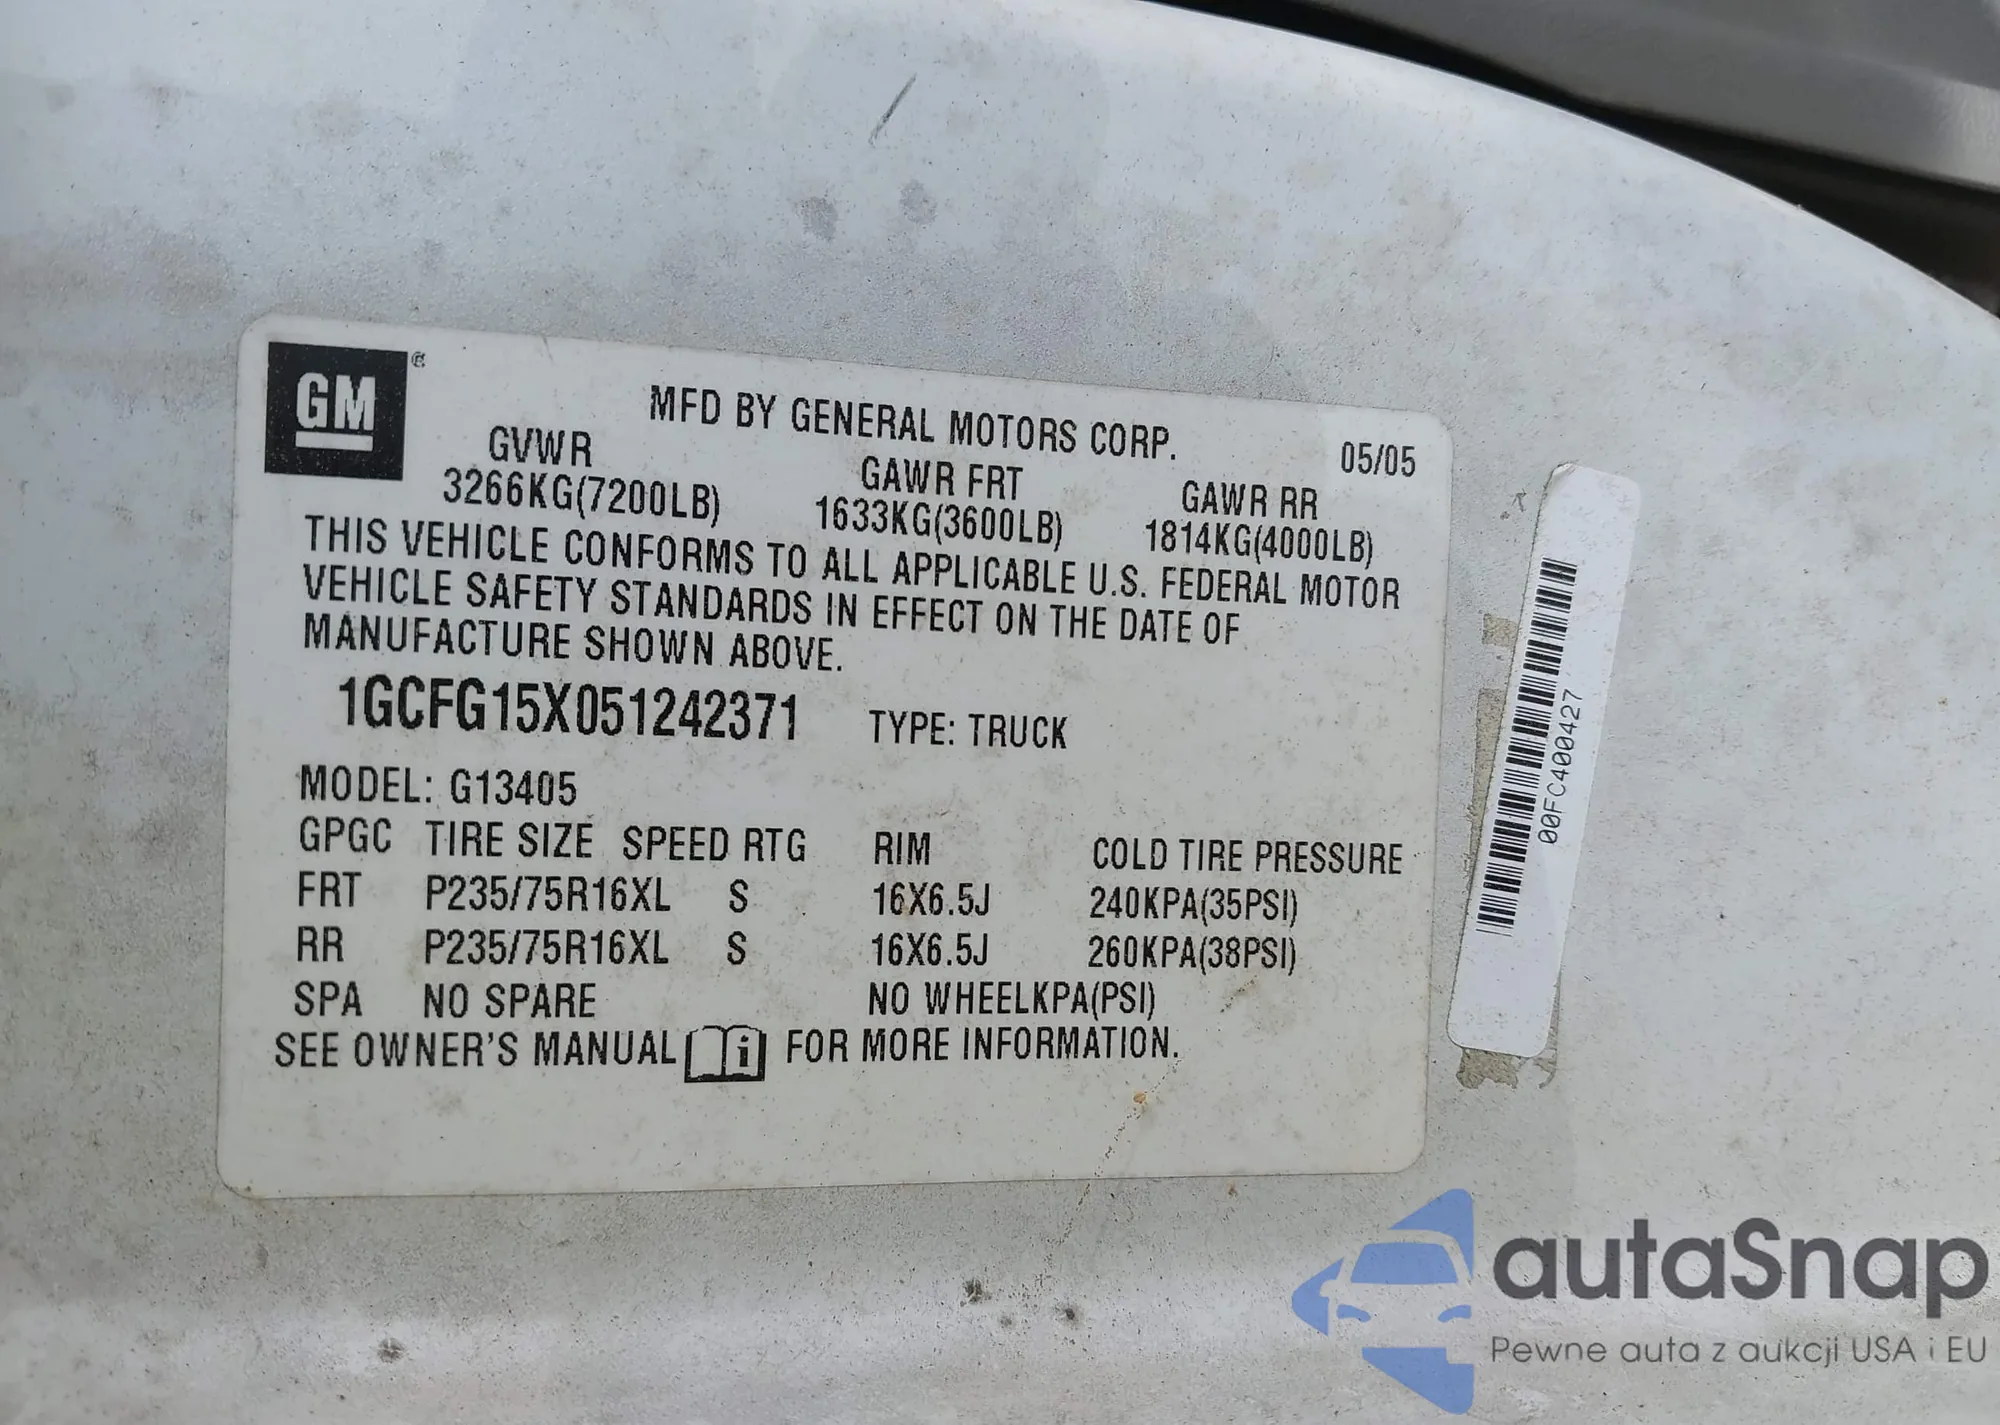 GM®
MFD BY GENERAL MOTORS CORP. 05/05
GVWR GAWR FRT GAWR RR
3266KG(7200LB) 1633KG(3600LB) 1814KG(4000LB)
THIS VEHICLE CONFORMS TO ALL APPLICABLE U.S. FEDERAL MOTOR
VEHICLE SAFETY STANDARDS IN EFFECT ON THE DATE OF
MANUFACTURE SHOWN ABOVE.
1GCFG15X051242371 TYPE: TRUCK
MODEL: G13405
GPGC TIRE SIZE SPEED RTG RIM COLD TIRE PRESSURE
FRT P235/75R16XL S 16X6.5J 240KPA(35PSI)
RR P235/75R16XL S 16X6.5J 260KPA(38PSI)
SPA NO SPARE NO WHEELKPA(PSI)
SEE OWNER'S MANUAL i FOR MORE INFORMATION.
00FC400427
autaSnap
Pewne auta z aukcji USA i EU